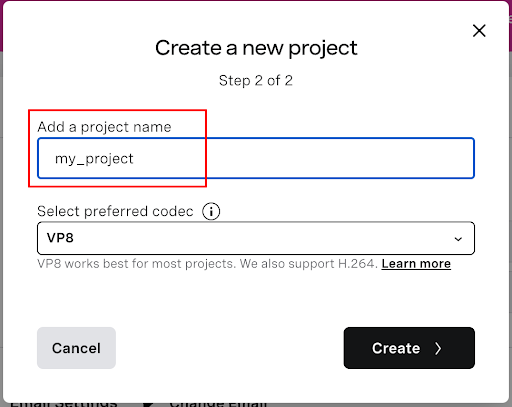 Create a new project
Step 2 of 2
Add a project name
my_project
Select preferred codec
VP8
VP8 works best for most projects. We also support H.264. Learn more
Cancel
Create
Email Settings
Change Email